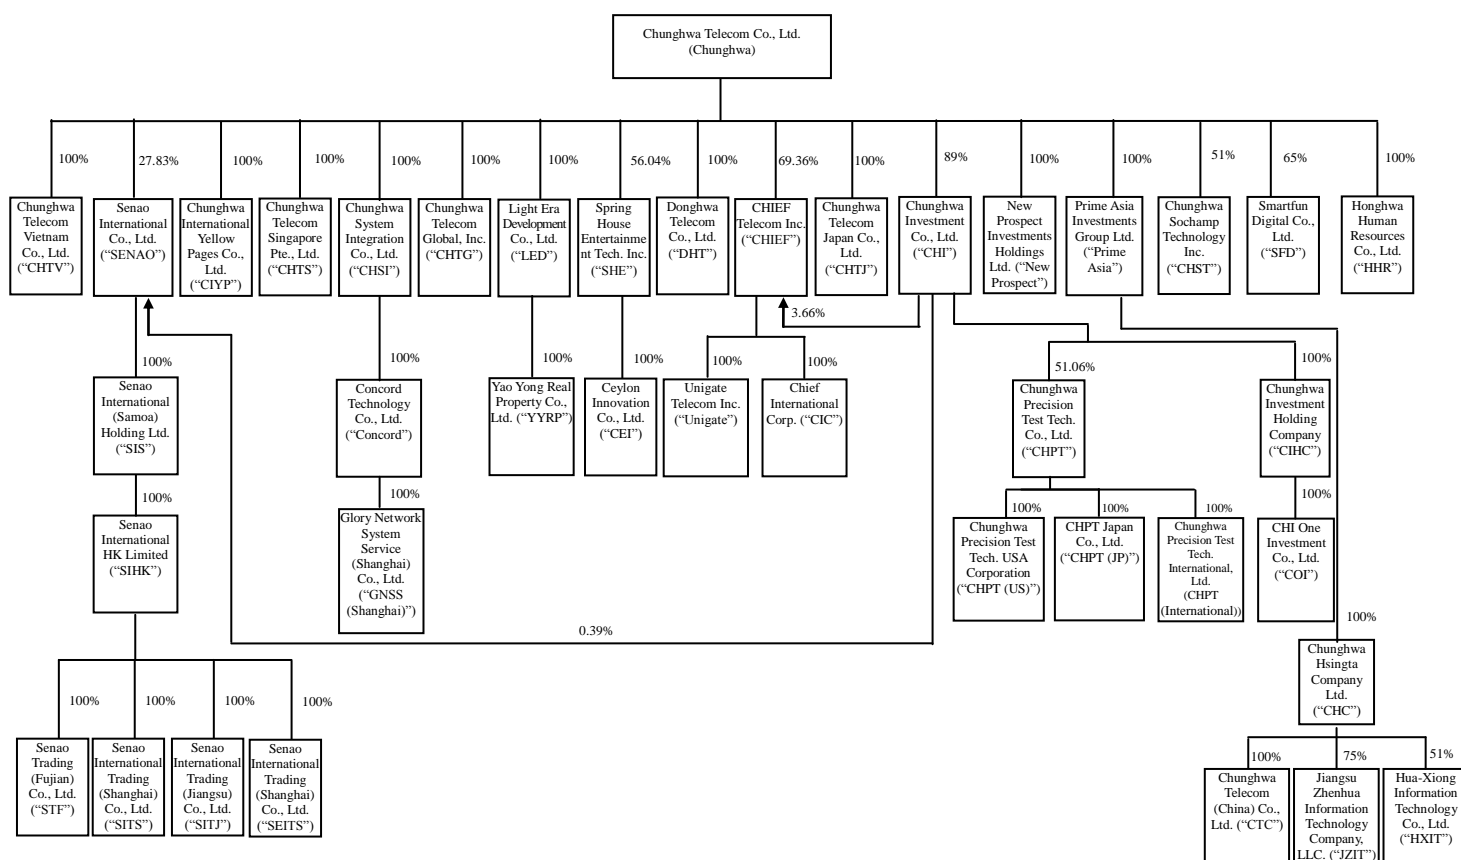 Chunghwa Telecom Co., Ltd.
(Chunghwa)
100%
27.83%
100%
100%
100%
100%
100%
56.04%
100%
69.36%
100%
89%
100%
100%
51%
65%
100%
Chunghwa
Telecom
Vietnam
Co., Ltd.
(“CHTV”)
Senao
International
Co., Ltd.
(“SENAO”)
Chunghwa
International
Yellow
Pages Co.,
Ltd.
(“CIYP”)
Chunghwa
Telecom
Singapore
Pte., Ltd.
(“CHTS”)
Chunghwa
System
Integration
Co., Ltd.
(“CHSI”)
Chunghwa
Telecom
Global, Inc.
(“CHTG”)
Light Era
Development
Co., Ltd.
(“LED”)
Spring
House
Entertainme
nt Tech. Inc.
(“SHE”)
Donghwa
Telecom
Co., Ltd.
(“DHT”)
CHIEF
Telecom Inc.
(“CHIEF”)
Chunghwa
Telecom
Japan Co.,
Ltd.
(“CHTJ”)
Chunghwa
Investment
Co., Ltd.
(“CHI”)
New
Prospect
Investments
Holdings
Ltd. (“New
Prospect”)
Prime Asia
Investments
Group Ltd.
(“Prime
Asia”)
Chunghwa
Sochamp
Technology
Inc.
(“CHST”)
Smartfun
Digital Co.,
Ltd.
(“SFD”)
Honghwa
Human
Resources
Co., Ltd.
(“HHR”)
3.66%
100%
100%
100%
100%
100%
100%
51.06%
100%
Senao
International
(Samoa)
Holding Ltd.
(“SIS”)
Concord
Technology
Co., Ltd.
(“Concord”)
Yao Yong Real
Property Co.,
Ltd. (“YYRP”)
Ceylon
Innovation
Co., Ltd.
(“CEI”)
Unigate
Telecom Inc.
(“Unigate”)
Chief
International
Corp. (“CIC”)
Chunghwa
Precision
Test Tech.
Co., Ltd.
(“CHPT”)
Chunghwa
Investment
Holding
Company
(“CIHC”)
100%
100%
100%
100%
100%
100%
Senao
International
HK Limited
(“SIHK”)
Glory Network
System
Service
(Shanghai)
Co., Ltd.
(“GNSS
(Shanghai)”)
Chunghwa
Precision Test
Tech. USA
Corporation
(“CHPT (US)”)
CHPT Japan
Co., Ltd.
(“CHPT (JP)”)
Chunghwa
Precision Test
Tech.
International,
Ltd.
(CHPT
(International))
CHI One
Investment
Co., Ltd.
(“COI”)
0.39%
100%
Chunghwa
Hsingta
Company
Ltd.
(“CHC”)
100%
100%
100%
100%
Senao
Trading
(Fujian)
Co., Ltd.
(“STF”)
Senao
International
Trading
(Shanghai)
Co., Ltd.
(“SITS”)
Senao
International
Trading
(Jiangsu)
Co., Ltd.
(“SITJ”)
Senao
International
Trading
(Shanghai)
Co., Ltd.
(“SEITS”)
100%
75%
51%
Chunghwa
Telecom
(China) Co.,
Ltd. (“CTC”)
Jiangsu
Zhenhua
Information
Technology
Company,
LLC. (“JZIT”)
Hua-Xiong
Information
Technology
Co., Ltd.
(“HXIT”)